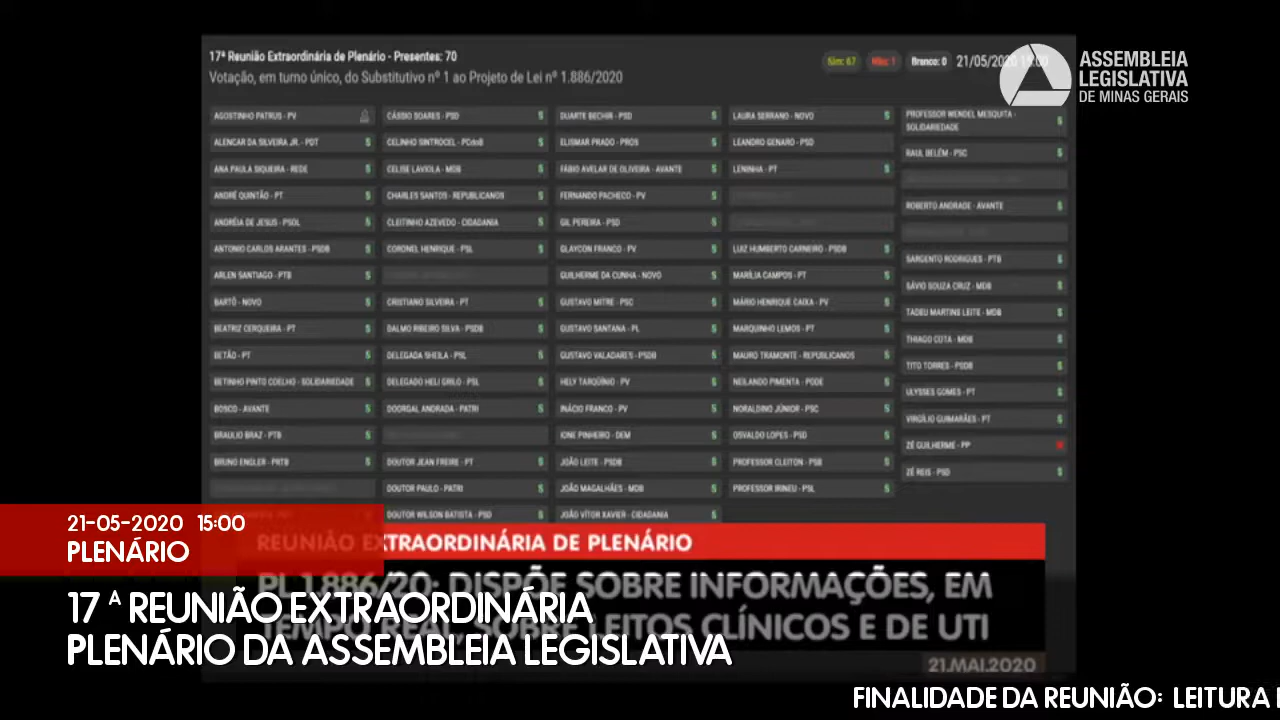 17ª Reunião Extraordinária de Plenário - Presentes: 70
Votação, em turno único, do Substitutivo nº 1 ao Projeto de Lei nº 1.886/2020
Sim: 67
Não: 1
Branco: 0
21/05/2020
ASSEMBLEIA
LEGISLATIVA
DE MINAS GERAIS
AGOSTINHO PATRUS - PV
ALENCAR DA SILVEIRA JR. - PDT S
ANA PAULA SIQUEIRA - REDE S
ANDRÉ QUINTÃO - PT S
ANDRÉIA DE JESUS - PSOL S
ANTONIO CARLOS ARANTES - PSDB S
ARLEN SANTIAGO - PTB S
BARTÔ - NOVO S
BEATRIZ CERQUEIRA - PT S
BETÃO - PT S
BETINHO PINTO COELHO - SOLIDARIEDADE S
BOSCO - AVANTE S
BRAULIO BRAZ - PTB S
BRUNO ENGLER - PRTB S
CÁSSIO SOARES - PSD S
CELINHO SINTROCEL - PCdoB S
CELISE LAVIOLA - MDB S
CHARLES SANTOS - REPUBLICANOS S
CLEITINHO AZEVEDO - CIDADANIA S
CORONEL HENRIQUE - PSL S
CRISTIANO SILVEIRA - PT S
DALMO RIBEIRO SILVA - PSDB S
DELEGADA SHEILA - PSL S
DELEGADO HELI GRILO - PSL S
DOORGAL ANDRADA - PATRI S
DOUTOR JEAN FREIRE - PT S
DOUTOR PAULO - PATRI S
DOUTOR WILSON BATISTA - PSD S
DUARTE BECHIR - PSD S
ELISMAR PRADO - PROS S
FÁBIO AVELAR DE OLIVEIRA - AVANTE S
FERNANDO PACHECO - PV S
GIL PEREIRA - PSD S
GLAYCON FRANCO - PV S
GUILHERME DA CUNHA - NOVO S
GUSTAVO MITRE - PSC S
GUSTAVO SANTANA - PL S
GUSTAVO VALADARES - PSDB S
HELY TARQÜÍNIO - PV S
INÁCIO FRANCO - PV S
IONE PINHEIRO - DEM S
JOÃO LEITE - PSDB S
JOÃO MAGALHÃES - MDB S
JOÃO VÍTOR XAVIER - CIDADANIA S
LAURA SERRANO - NOVO S
LEANDRO GENARO - PSD
LENINHA - PT S
LUIZ HUMBERTO CARNEIRO - PSDB S
MARÍLIA CAMPOS - PT S
MÁRIO HENRIQUE CAIXA - PV S
MARQUINHO LEMOS - PT S
MAURO TRAMONTE - REPUBLICANOS S
NEILANDO PIMENTA - PODE S
NORALDINO JÚNIOR - PSC S
OSVALDO LOPES - PSD S
PROFESSOR CLEITON - PSB S
PROFESSOR IRINEU - PSL S
PROFESSOR WENDEL MESQUITA -
SOLIDARIEDADE S
RAUL BELÉM - PSC S
ROBERTO ANDRADE - AVANTE S
SARGENTO RODRIGUES - PTB S
SÁVIO SOUZA CRUZ - MDB S
TADEU MARTINS LEITE - MDB S
THIAGO COTA - MDB S
TITO TORRES - PSDB S
ULYSSES GOMES - PT S
VIRGÍLIO GUIMARÃES - PT S
ZÉ GUILHERME - PP
ZÉ REIS - PSD S
REUNIÃO EXTRAORDINÁRIA DE PLENÁRIO
PL 1.886/20: DISPÕE SOBRE INFORMAÇÕES, EM
TEMPO REAL, SOBRE LEITOS CLÍNICOS E DE UTI
21.MAI.2020
21-05-2020 15:00
PLENÁRIO
17 ª REUNIÃO EXTRAORDINÁRIA
PLENÁRIO DA ASSEMBLEIA LEGISLATIVA
FINALIDADE DA REUNIÃO: LEITURA